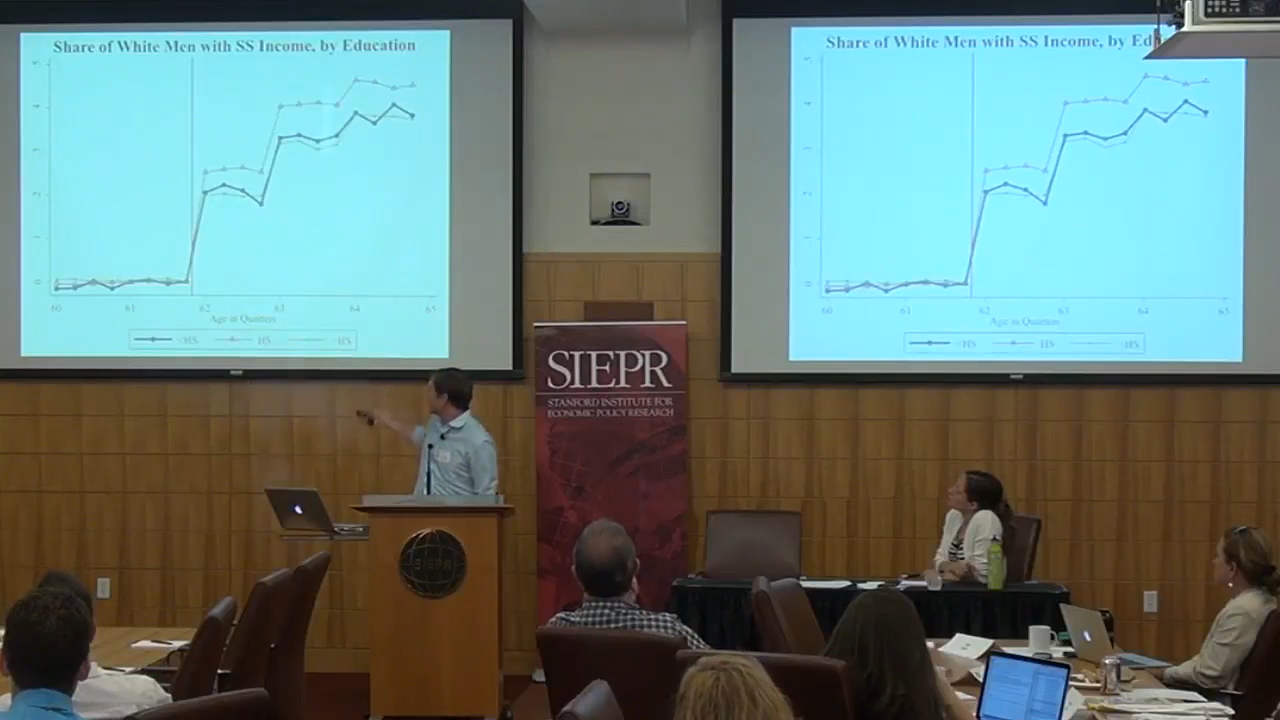 Share of White Men with SS Income, by Education
60 61 62 63 64 65
Age in Quarters
<HS HS >HS
Share of White Men with SS Income, by Ed
60 61 62 63 64 65
Age in Quarters
<HS HS >HS
SIEPR
STANFORD INSTITUTE FOR
ECONOMIC POLICY RESEARCH
SIEPR